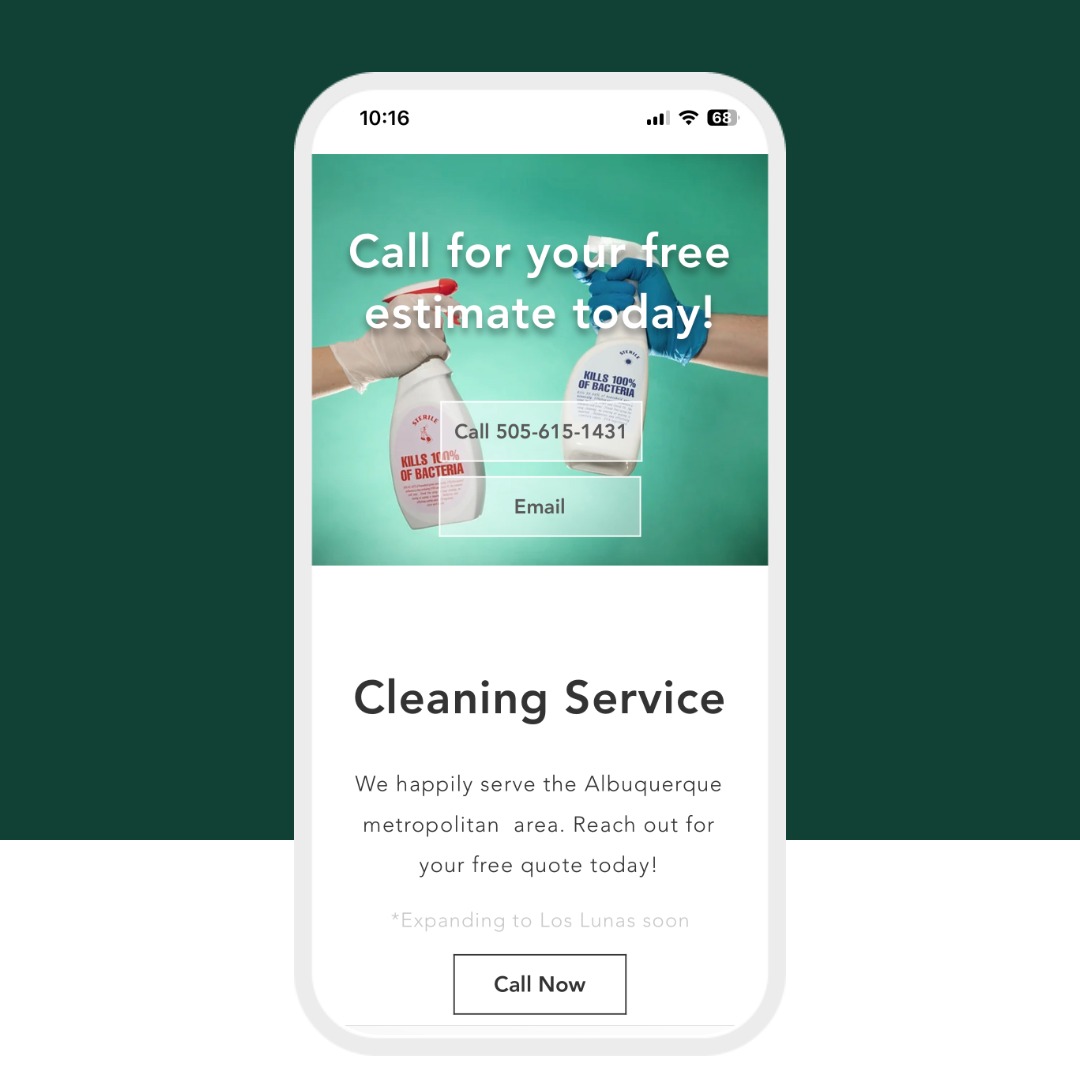 10:16
68
Call for your free
estimate today!
STERILE
KILLS 100%
OF BACTERIA
Call 505-615-1431
STERILE
KILLS 100%
OF BACTERIA
Email
Cleaning Service
We happily serve the Albuquerque
metropolitan  area. Reach out for
your free quote today!
*Expanding to Los Lunas soon
Call Now